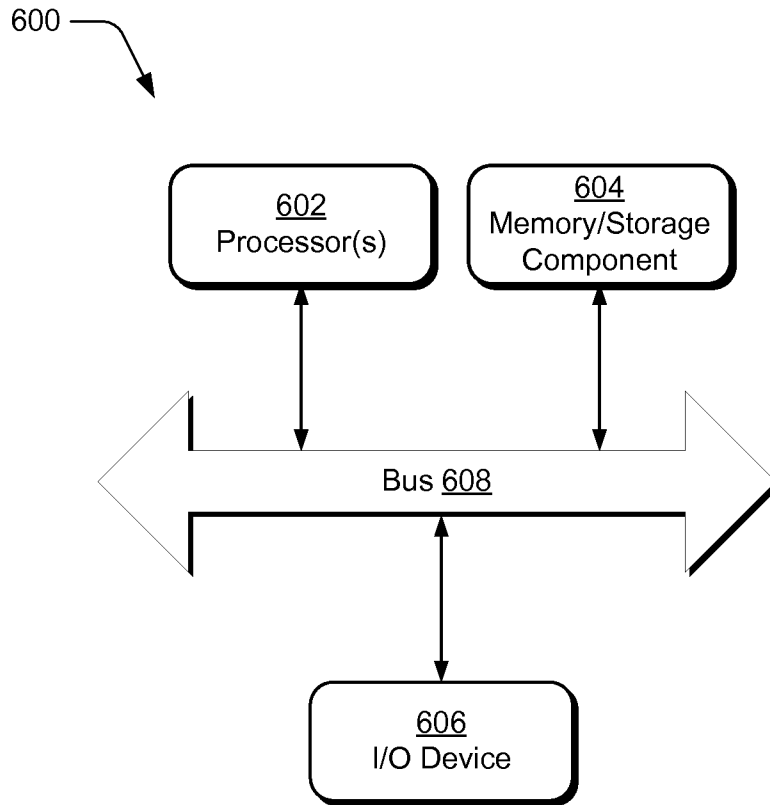 600
602
Processor(s)
604
Memory/Storage
Component
Bus 608
606
I/O Device